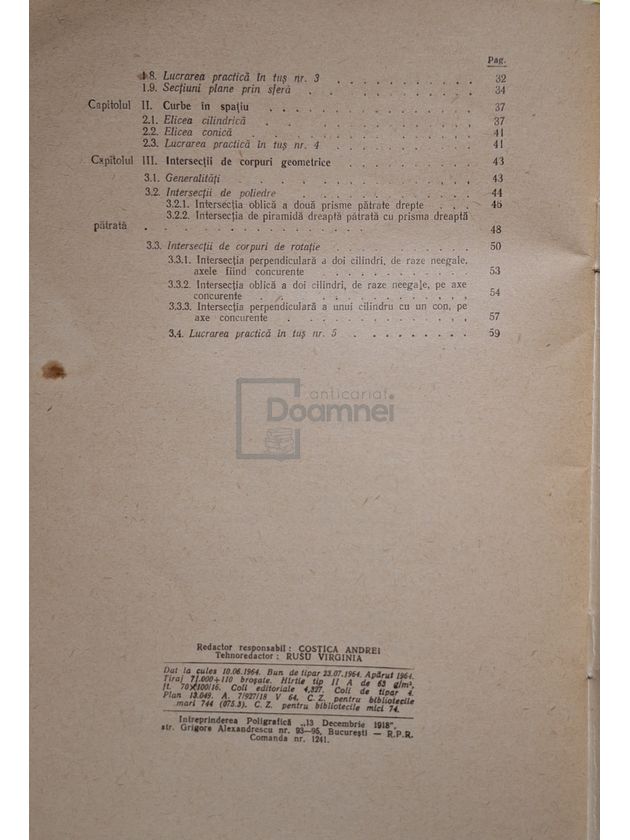 Pag.
1.8. Lucrarea practică în tuș nr. 3 . . . . . . . . . . 32
1.9. Secțiuni plane prin sferă . . . . . . . . . . 34
Capitolul II. Curbe în spațiu . . . . . . . . . . 37
2.1. Elicea cilindrică . . . . . . . . . . 37
2.2. Elicea conică . . . . . . . . . . 41
2.3. Lucrarea practică în tuș nr. 4 . . . . . . . . . . 41
Capitolul III. Intersecții de corpuri geometrice . . . . . . . . . 43
3.1. Generalități . . . . . . . . . . 43
3.2. Intersecții de poliedre . . . . . . . . . . 44
3.2.1. Intersecția oblică a două prisme pătrate drepte . . . 46
3.2.2. Intersecția de piramidă dreaptă pătrată cu prisma dreaptă
pătrată . . . . . . . . . . . . . . 48
3.3. Intersecții de corpuri de rotație . . . . . . . . . 50
3.3.1. Intersecția perpendiculară a doi cilindri, de raze neegale,
axele fiind concurente . . . . . . . . . . 53
3.3.2. Intersecția oblică a doi cilindri, de raze neegale, pe axe
concurente . . . . . . . . . . 54
3.3.3. Intersecția perpendiculară a unui cilindru cu un con, pe
axe concurente . . . . . . . . . . 57
3.4. Lucrarea practică în tuș nr. 5 . . . . . . . . 59
anticariat
Doamnei
Redactor responsabil : COSTICA ANDREI
Tehnoredactor : RUSU VIRGINIA
Dat la cules 10.06.1964. Bun de tipar 23.07.1964. Apărut 1964.
Tiraj 71.000+110 broșate. Hîrtie tip II A de 63 g/m²,
ft. 70×100/16. Coli editoriale 4,827. Coli de tipar 4.
Plan 13.049. A. 7/927/18 V 64. C. Z. pentru bibliotecile
mari 744 (075.3). C. Z. pentru bibliotecile mici 74.
Intreprinderea Poligrafică „13 Decembrie 1918”,
str. Grigore Alexandrescu nr. 93—95, București — R.P.R.
Comanda nr. 1241.